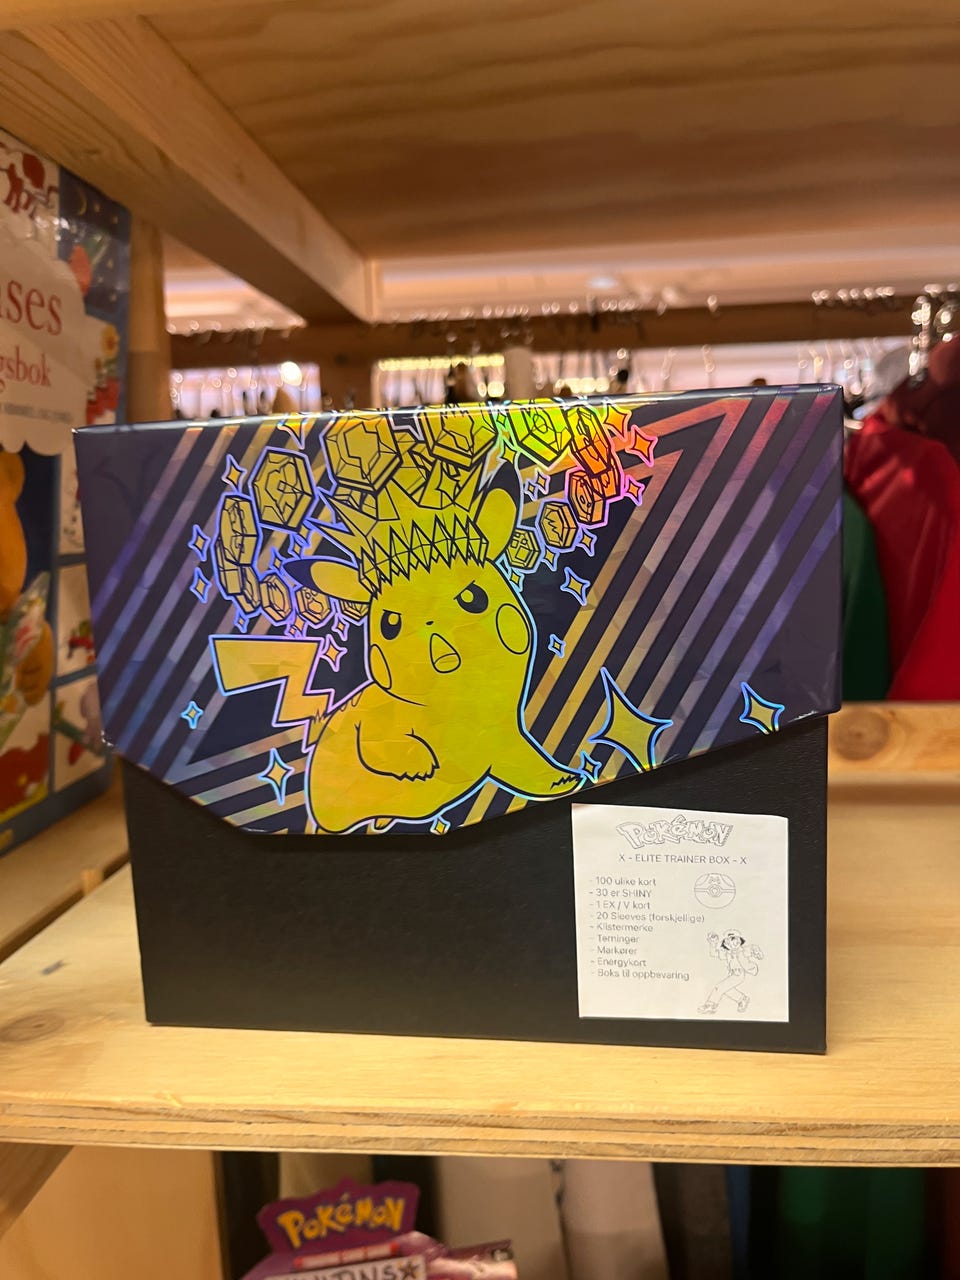 ses
gsbok
POKéMON
X - ELITE TRAINER BOX - X
- 100 ulike kort
- 30 er SHINY
- 1 EX / V kort
- 20 Sleeves (forskjellige)
- Klistermerke
- Terninger
- Markører
- Energykort
- Boks til oppbevaring
POKéMON